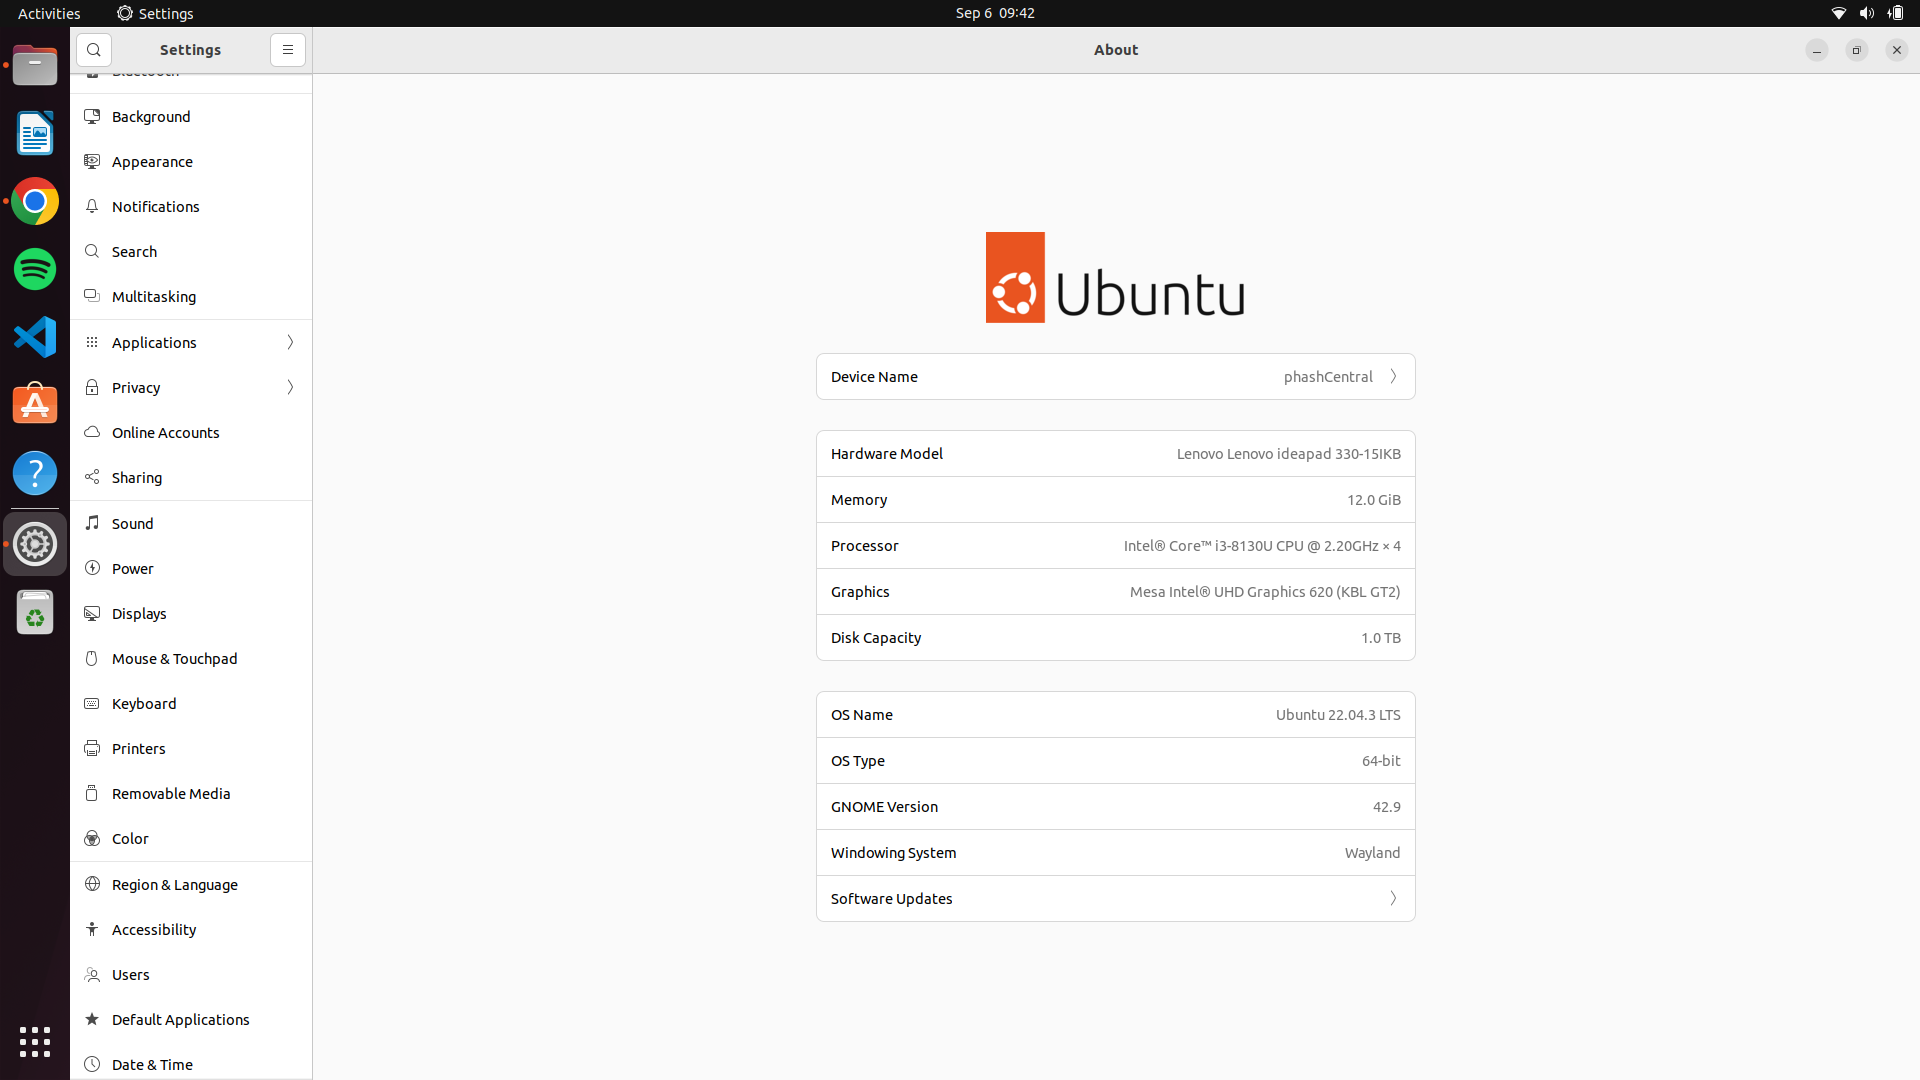 Activities Settings Sep 6 09:42
Settings About
Bluetooth
Background
Appearance
Notifications
Search
Multitasking
Applications
Privacy
Online Accounts
Sharing
Sound
Power
Displays
Mouse & Touchpad
Keyboard
Printers
Removable Media
Color
Region & Language
Accessibility
Users
Default Applications
Date & Time
Ubuntu
Device Name phashCentral
Hardware Model Lenovo Lenovo ideapad 330-15IKB
Memory 12.0 GiB
Processor Intel® Core™ i3-8130U CPU @ 2.20GHz × 4
Graphics Mesa Intel® UHD Graphics 620 (KBL GT2)
Disk Capacity 1.0 TB
OS Name Ubuntu 22.04.3 LTS
OS Type 64-bit
GNOME Version 42.9
Windowing System Wayland
Software Updates